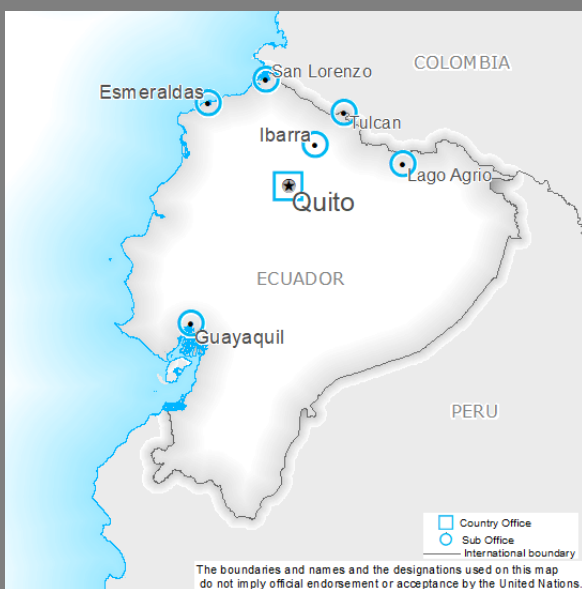 COLOMBIA
San Lorenzo
Esmeraldas
Tulcan
Ibarra
Lago Agrio
Quito
ECUADOR
Guayaquil
PERU
Country Office
Sub Office
International boundary
The boundaries and names and the designations used on this map
do not imply official endorsement or acceptance by the United Nations.